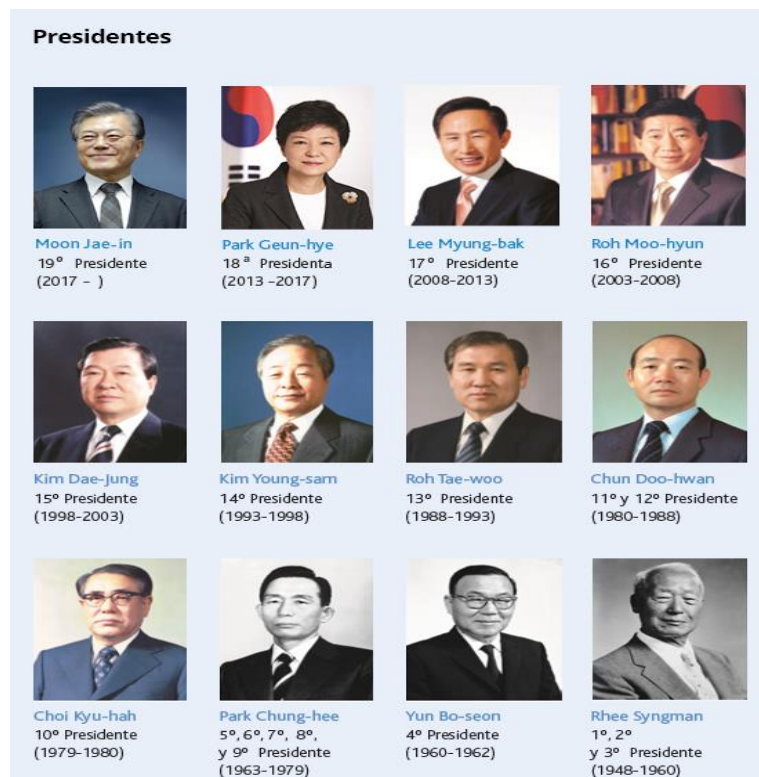 Presidentes
Moon Jae-in
19º Presidente
(2017 - )
Park Geun-hye
18ª Presidenta
(2013 -2017)
Lee Myung-bak
17º Presidente
(2008-2013)
Roh Moo-hyun
16º Presidente
(2003-2008)
Kim Dae-Jung
15º Presidente
(1998-2003)
Kim Young-sam
14º Presidente
(1993-1998)
Roh Tae-woo
13º Presidente
(1988-1993)
Chun Doo-hwan
11º y 12º Presidente
(1980-1988)
Choi Kyu-hah
10º Presidente
(1979-1980)
Park Chung-hee
5º, 6º, 7º, 8º,
y 9º Presidente
(1963-1979)
Yun Bo-seon
4º Presidente
(1960-1962)
Rhee Syngman
1º, 2º
y 3º Presidente
(1948-1960)